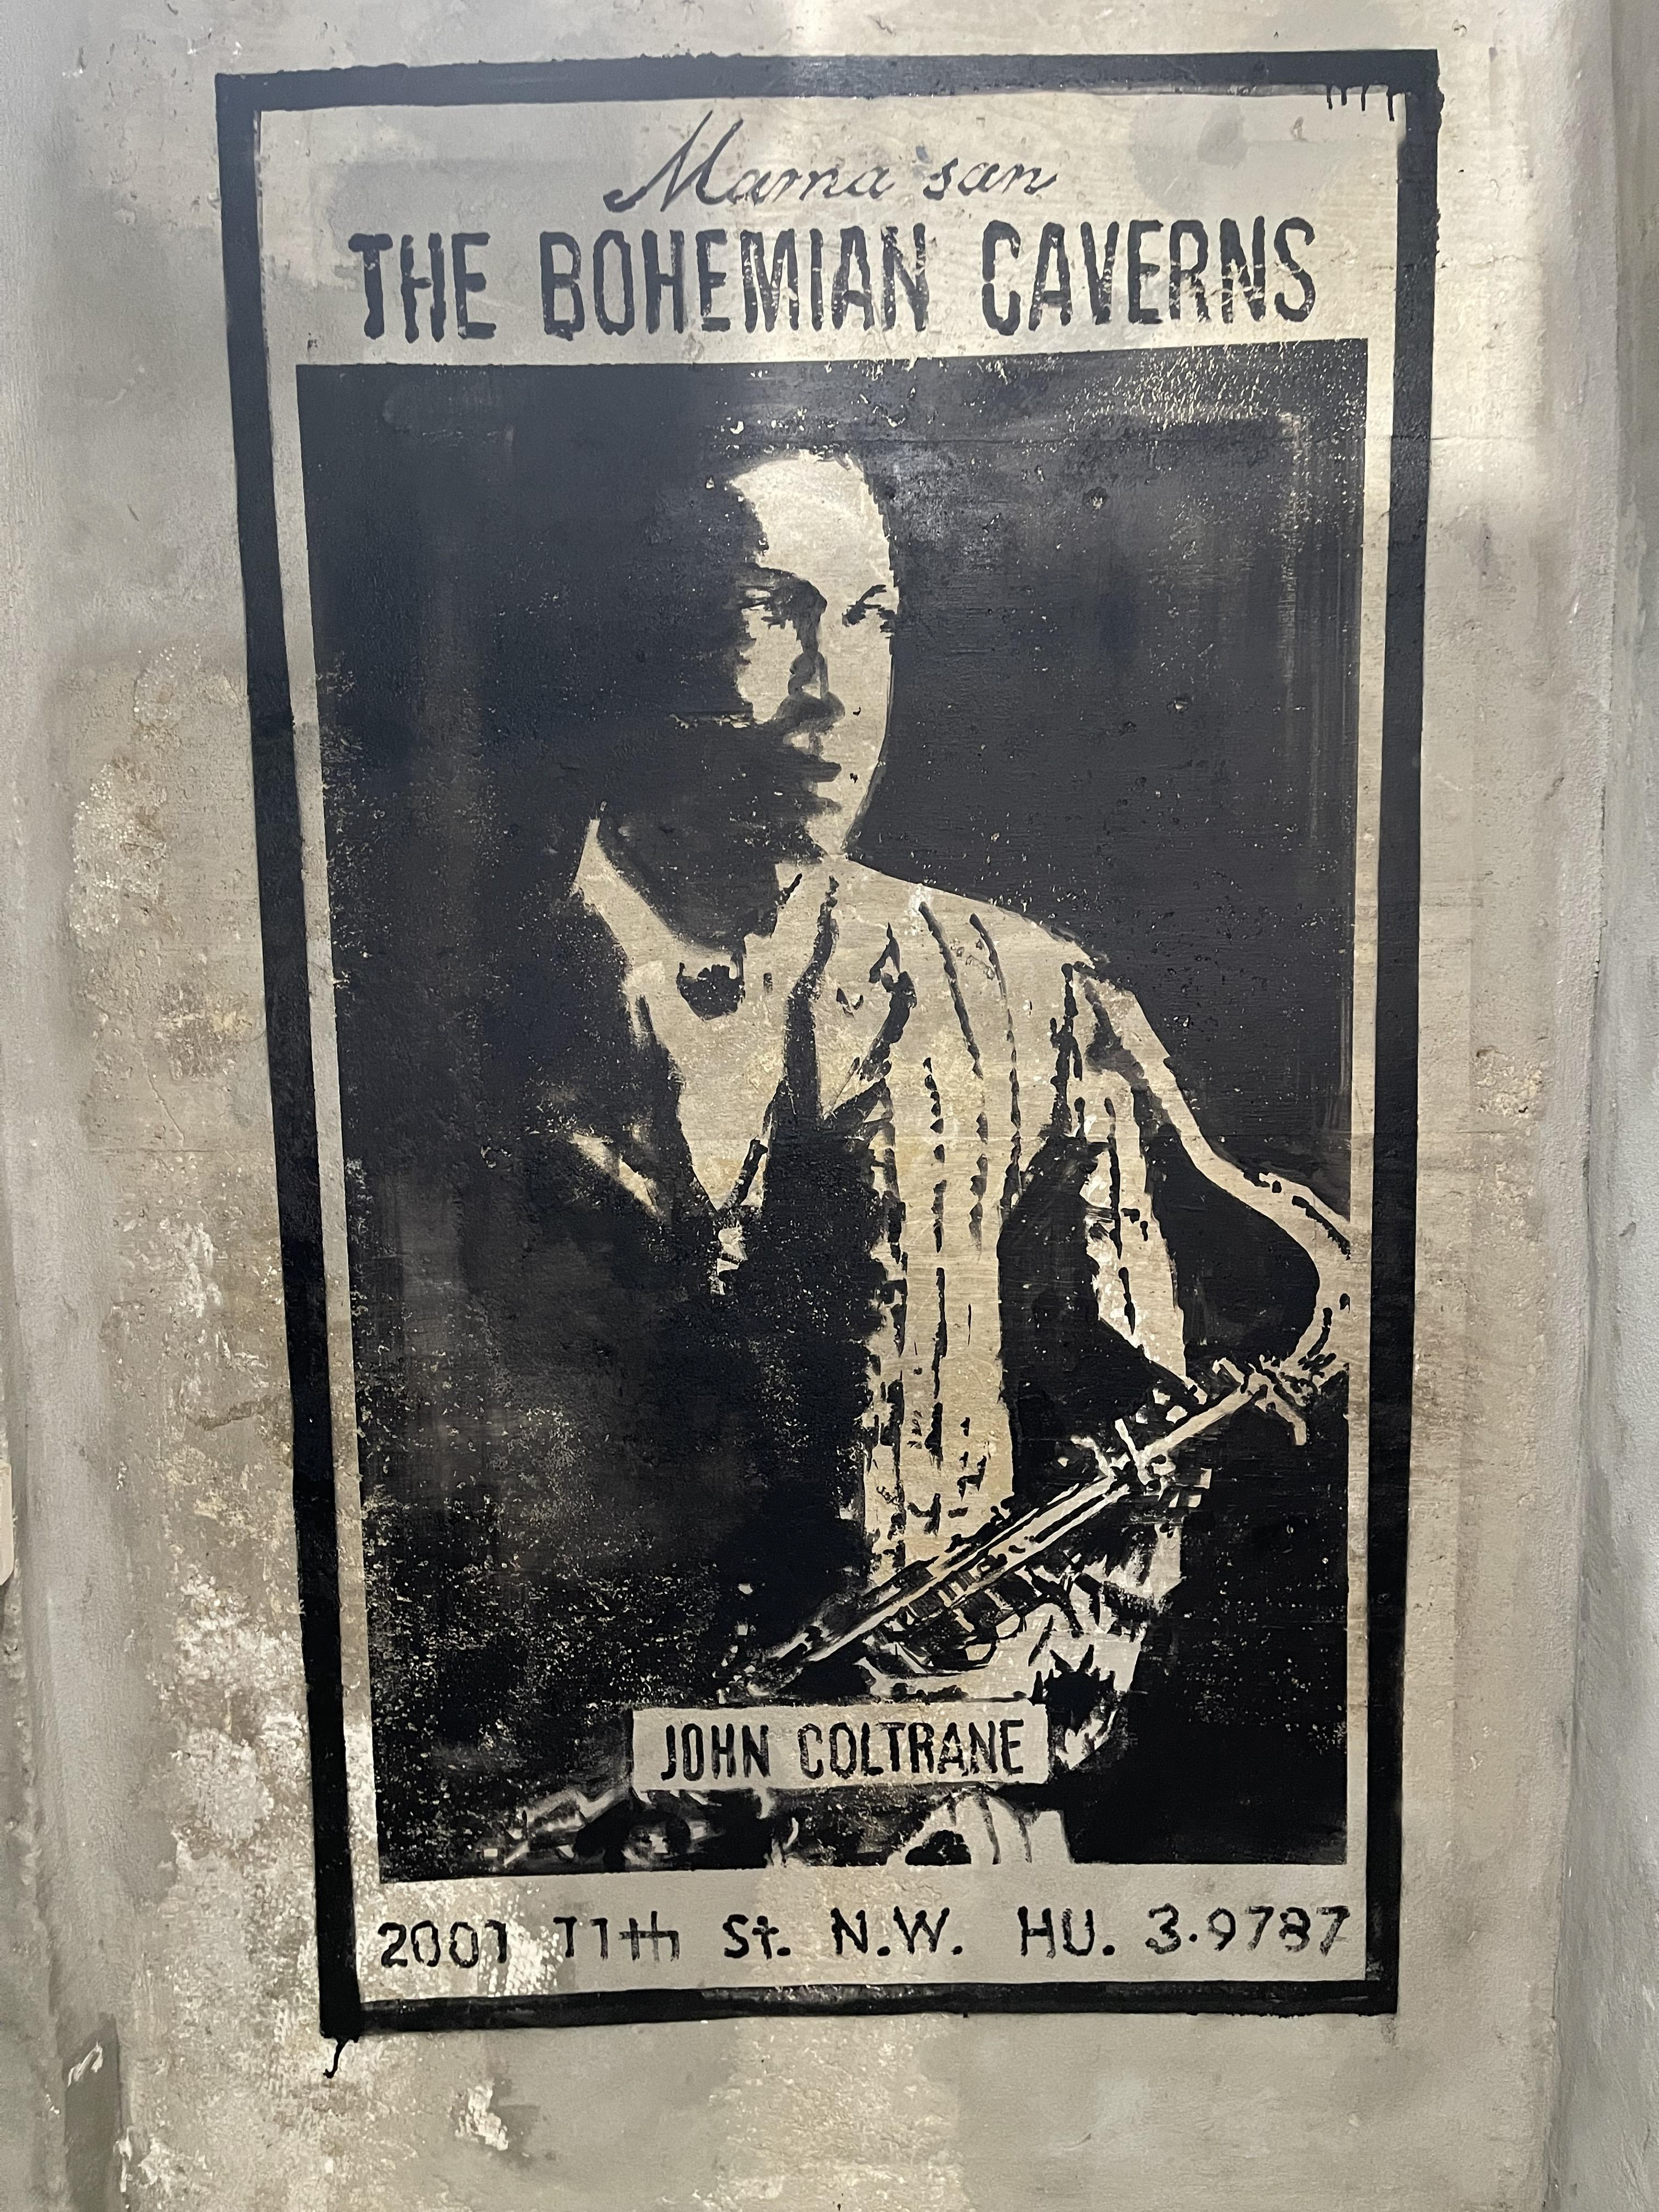 Mama san
THE BOHEMIAN CAVERNS
JOHN COLTRANE
2001 11th St. N.W. HU. 3.9787